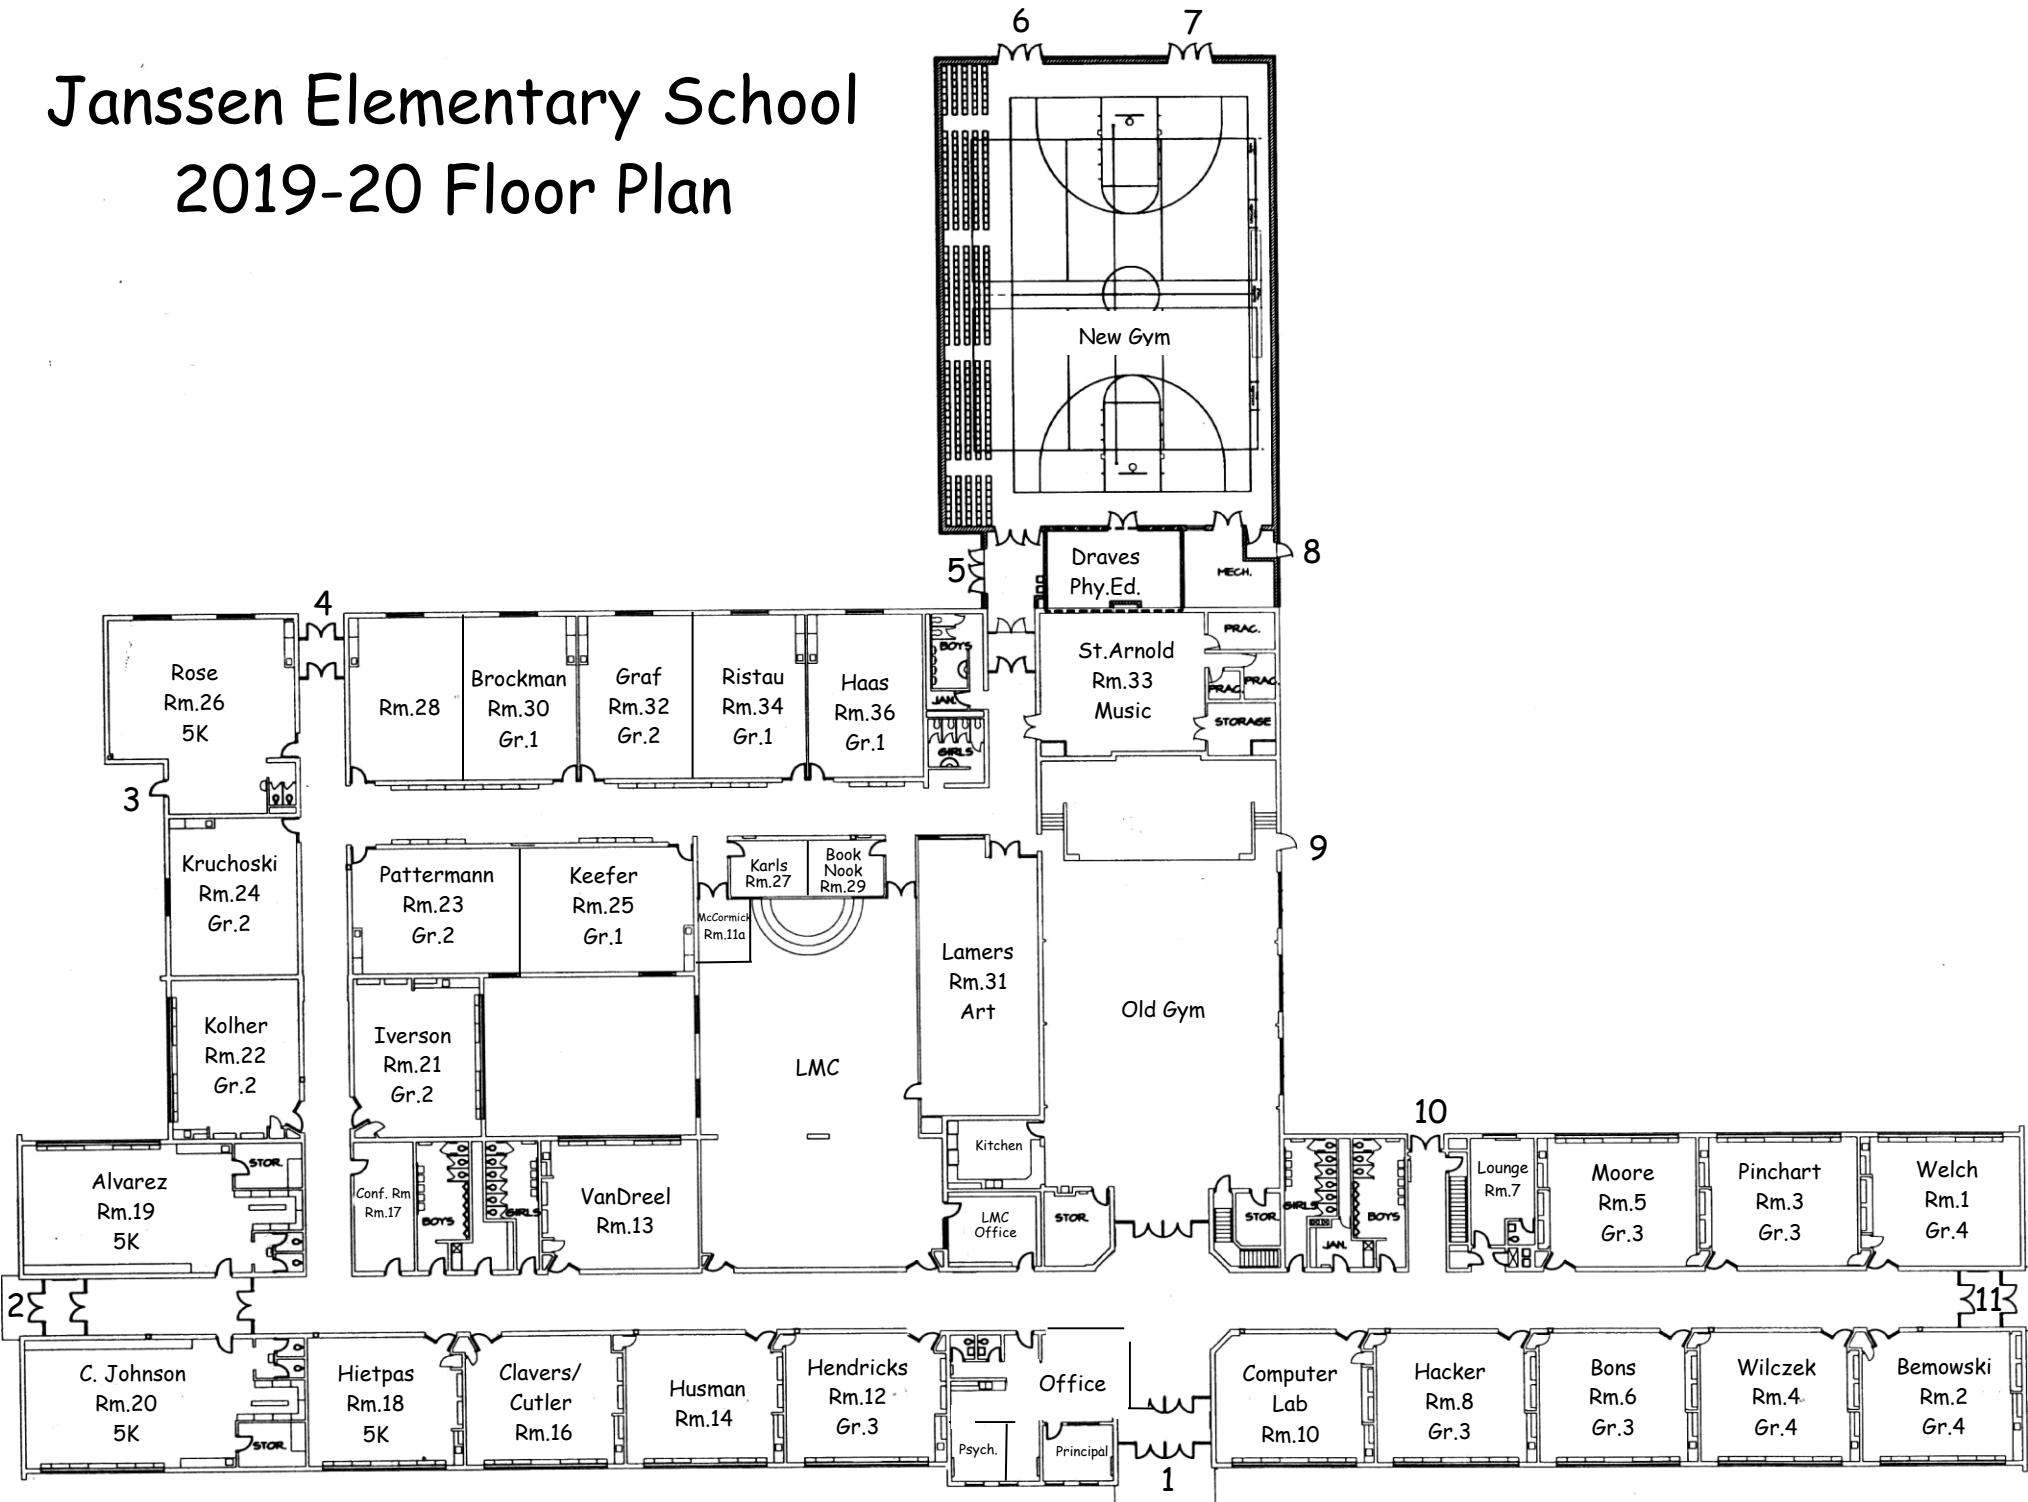 Janssen Elementary School
2019-20 Floor Plan
6
7
New Gym
5
Draves
Phy.Ed.
MECH.
8
4
Rose
Rm.26
5K
Rm.28
Brockman
Rm.30
Gr.1
Graf
Rm.32
Gr.2
Ristau
Rm.34
Gr.1
Haas
Rm.36
Gr.1
BOYS
JAN.
GIRLS
St.Arnold
Rm.33
Music
PRAC.
PRAC.
PRAC.
STORAGE
3
Kruchoski
Rm.24
Gr.2
Pattermann
Rm.23
Gr.2
Keefer
Rm.25
Gr.1
Karls
Rm.27
Book
Nook
Rm.29
McCormick
Rm.11a
9
Lamers
Rm.31
Art
Old Gym
Kolher
Rm.22
Gr.2
Iverson
Rm.21
Gr.2
LMC
10
Alvarez
Rm.19
5K
STOR.
Conf. Rm
Rm.17
BOYS
GIRLS
VanDreel
Rm.13
Kitchen
LMC
Office
STOR.
STOR.
GIRLS
JAN.
BOYS
Lounge
Rm.7
Moore
Rm.5
Gr.3
Pinchart
Rm.3
Gr.3
Welch
Rm.1
Gr.4
2
11
C. Johnson
Rm.20
5K
STOR.
Hietpas
Rm.18
5K
Clavers/
Cutler
Rm.16
Husman
Rm.14
Hendricks
Rm.12
Gr.3
Office
Psych.
Principal
1
Computer
Lab
Rm.10
Hacker
Rm.8
Gr.3
Bons
Rm.6
Gr.3
Wilczek
Rm.4
Gr.4
Bemowski
Rm.2
Gr.4